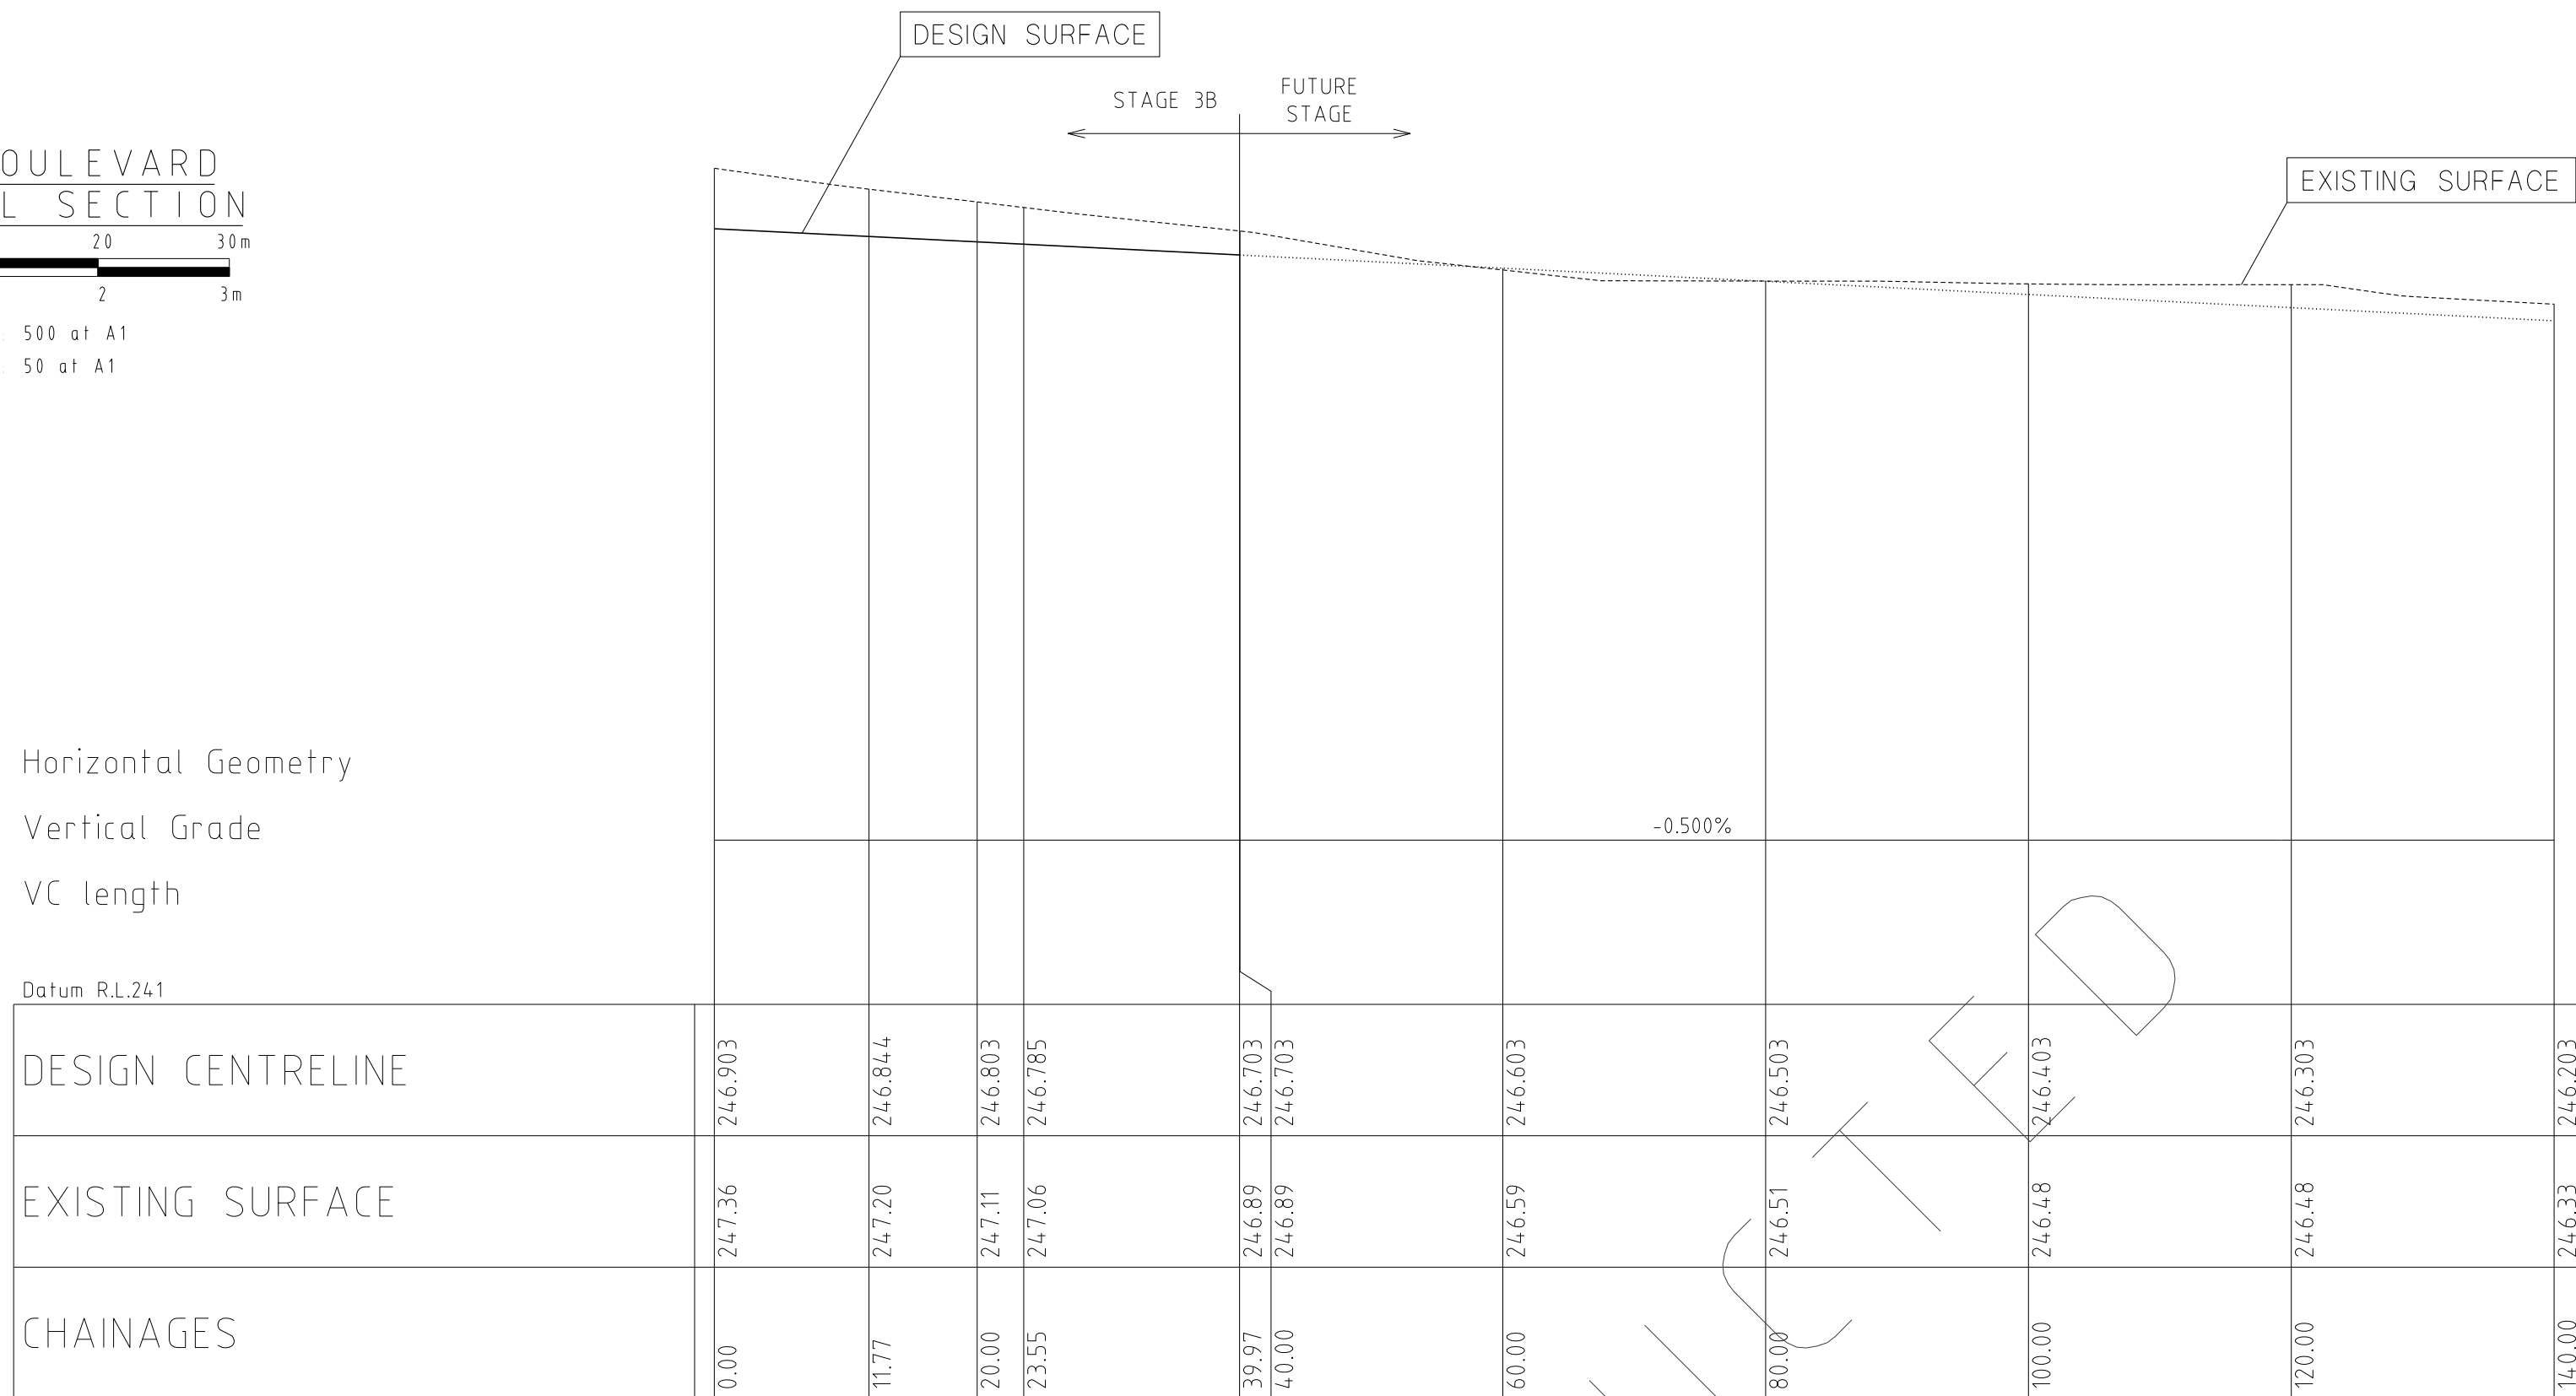 DESIGN SURFACE
STAGE 3B
FUTURE
STAGE
OULEVARD
L SECTION
20 30m
2 3m
500 at A1
50 at A1
EXISTING SURFACE
Horizontal Geometry
Vertical Grade
-0.500%
VC length
Datum R.L.241
DESIGN CENTRELINE 246.903 246.844 246.803 246.785 246.703 246.703 246.603 246.503 246.403 246.303 246.203
EXISTING SURFACE 247.36 247.20 247.11 247.06 246.89 246.89 246.59 246.51 246.48 246.48 246.33
CHAINAGES 0.00 11.77 20.00 23.55 39.97 40.00 60.00 80.00 100.00 120.00 140.00
CTED